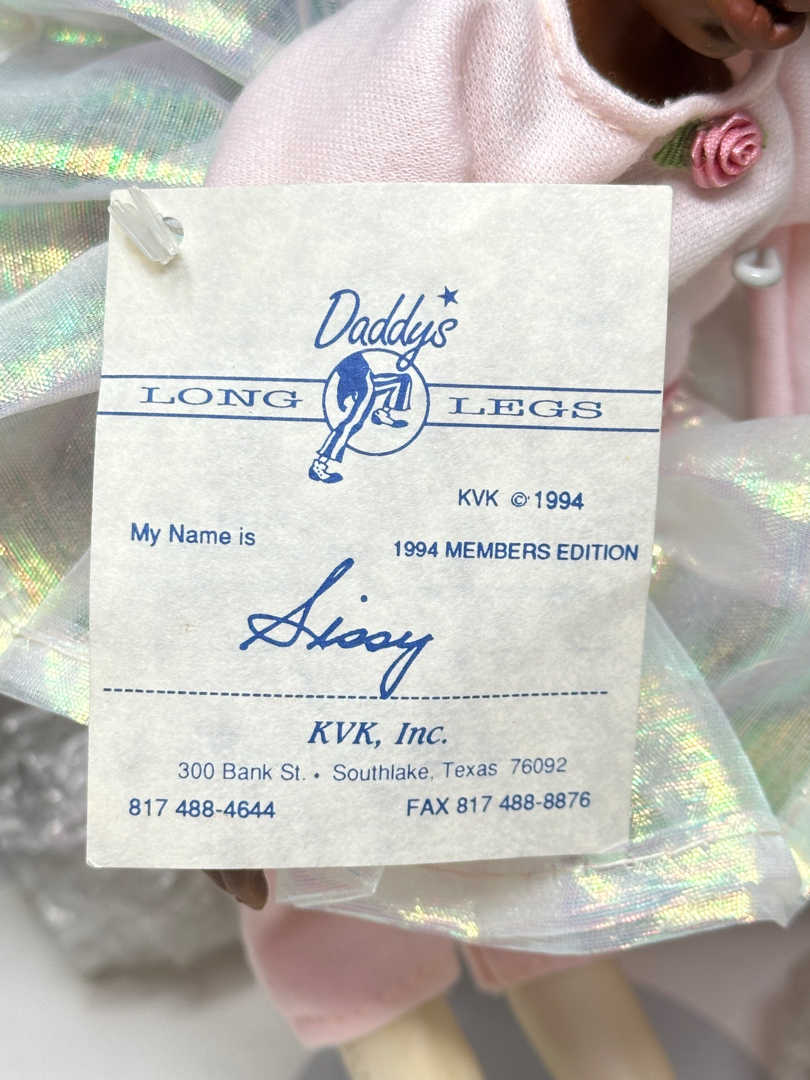 Daddys
LONG LEGS
KVK © 1994
My Name is
1994 MEMBERS EDITION
Sissy
KVK, Inc.
300 Bank St. • Southlake, Texas 76092
817 488-4644 FAX 817 488-8876